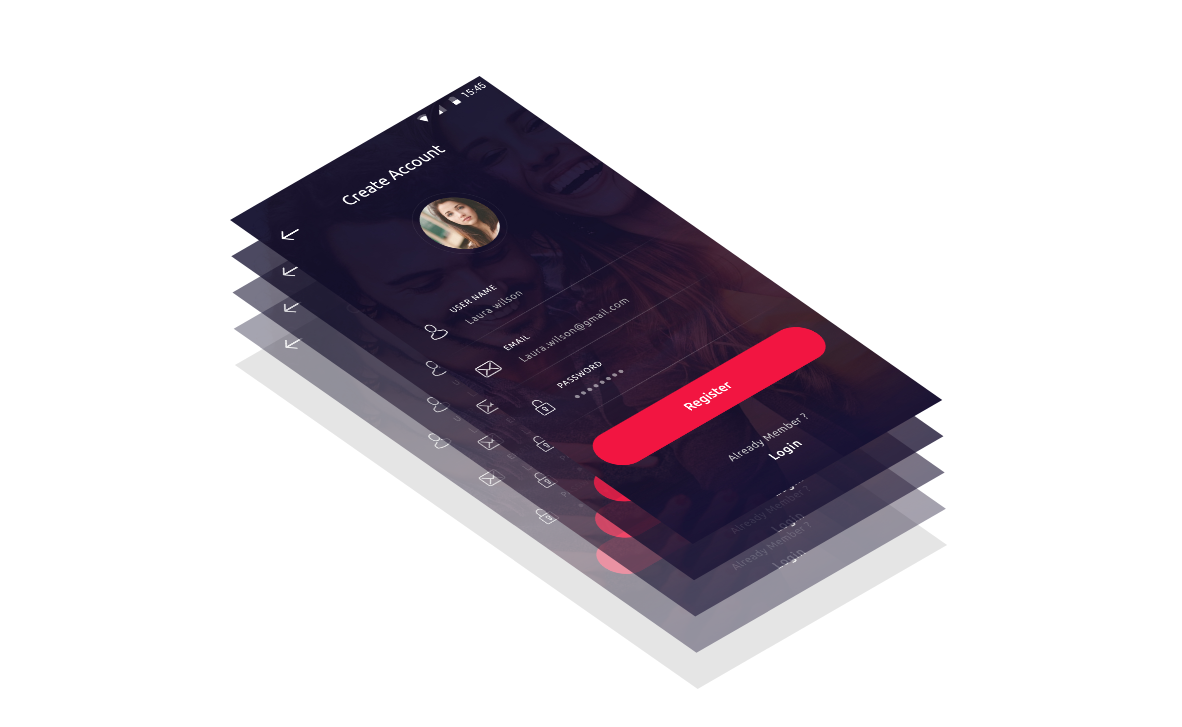 15:45
Create Account
USER NAME
Laura wilson
EMAIL
Laura.wilson@gmail.com
PASSWORD
Register
Already Member ?
Login
Already Member ?
Login
Already Member ?
Login